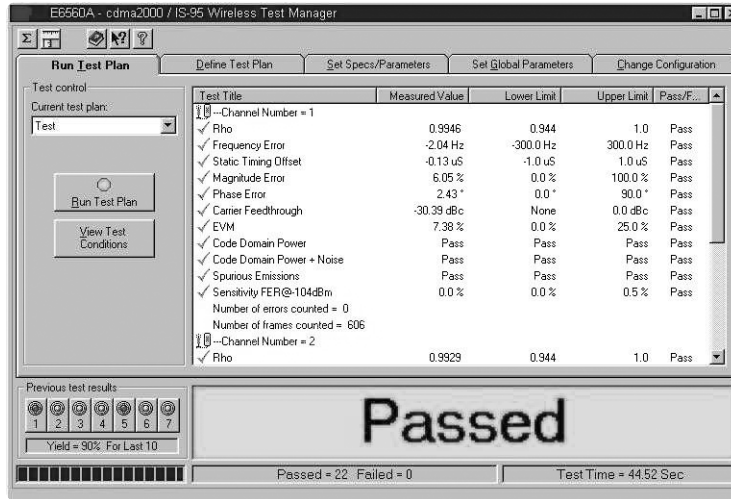 E6560A - cdma2000 / IS-95 Wireless Test Manager
Run Test Plan Define Test Plan Set Specs/Parameters Set Global Parameters Change Configuration
Test control
Current test plan:
Test
Run Test Plan
View Test
Conditions
Test Title Measured Value Lower Limit Upper Limit Pass/F...
---Channel Number = 1
Rho 0.9946 0.944 1.0 Pass
Frequency Error -2.04 Hz -300.0 Hz 300.0 Hz Pass
Static Timing Offset -0.13 uS -1.0 uS 1.0 uS Pass
Magnitude Error 6.05 % 0.0 % 100.0 % Pass
Phase Error 2.43 ° 0.0 ° 90.0 ° Pass
Carrier Feedthrough -30.39 dBc None 0.0 dBc Pass
EVM 7.38 % 0.0 % 25.0 % Pass
Code Domain Power Pass Pass Pass Pass
Code Domain Power + Noise Pass Pass Pass Pass
Spurious Emissions Pass Pass Pass Pass
Sensitivity FER@-104dBm 0.0 % 0.0 % 0.5 % Pass
Number of errors counted = 0
Number of frames counted = 606
---Channel Number = 2
Rho 0.9929 0.944 1.0 Pass
Previous test results
1 2 3 4 5 6 7
Yield = 90% For Last 10
Passed
Passed = 22 Failed = 0
Test Time = 44.52 Sec